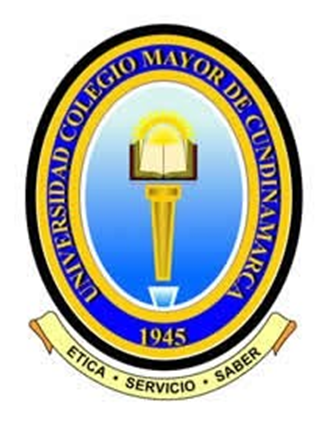 UNIVERSIDAD COLEGIO MAYOR DE CUNDINAMARCA
1945
ETICA • SERVICIO • SABER